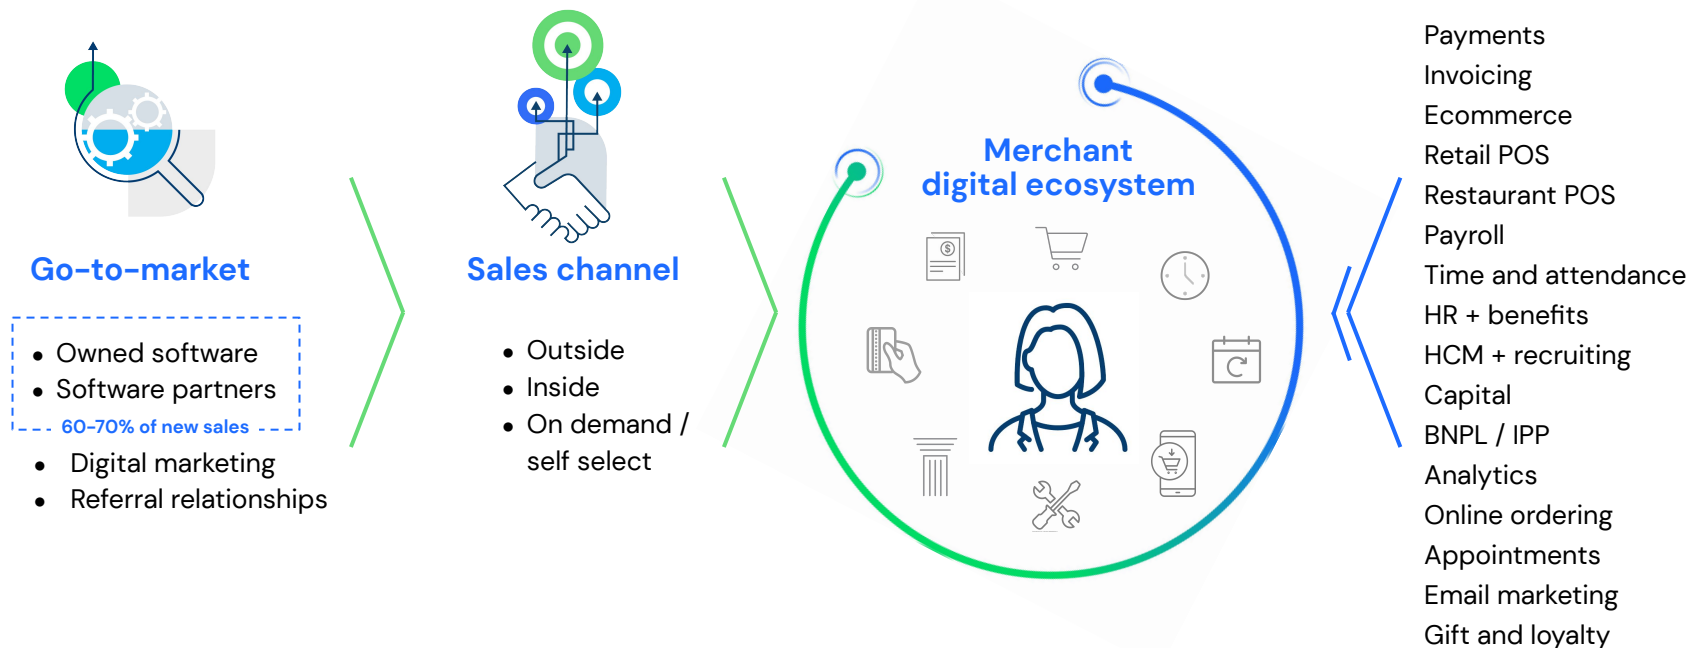 Go-to-market
• Owned software
• Software partners
60-70% of new sales
• Digital marketing
• Referral relationships
Sales channel
• Outside
• Inside
• On demand /
self select
Merchant
digital ecosystem
$
Payments
Invoicing
Ecommerce
Retail POS
Restaurant POS
Payroll
Time and attendance
HR + benefits
HCM + recruiting
Capital
BNPL / IPP
Analytics
Online ordering
Appointments
Email marketing
Gift and loyalty